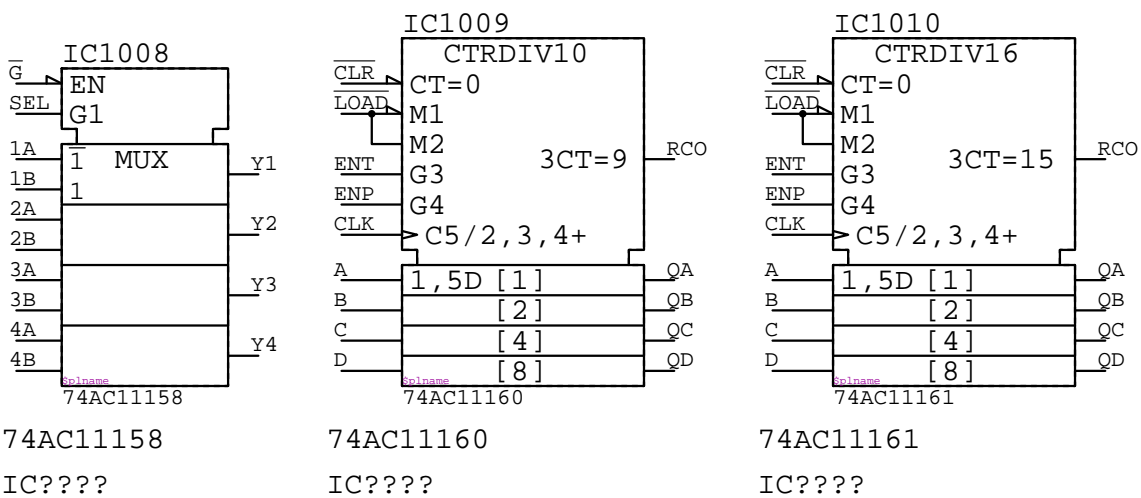 IC1008
G̅
EN
SEL
G1
1A
1̅
MUX
Y1
1B
1
2A
Y2
2B
3A
Y3
3B
4A
Y4
4B
$plname
74AC11158
74AC11158
IC????
IC1009
CTRDIV10
C̅L̅R̅
CT=0
L̅O̅A̅D̅
M1
M2
3CT=9
RCO
ENT
G3
ENP
G4
CLK
C5/2,3,4+
A
1,5D [1]
QA
B
[2]
QB
C
[4]
QC
D
[8]
QD
$plname
74AC11160
74AC11160
IC????
IC1010
CTRDIV16
C̅L̅R̅
CT=0
L̅O̅A̅D̅
M1
M2
3CT=15
RCO
ENT
G3
ENP
G4
CLK
C5/2,3,4+
A
1,5D [1]
QA
B
[2]
QB
C
[4]
QC
D
[8]
QD
$plname
74AC11161
74AC11161
IC????